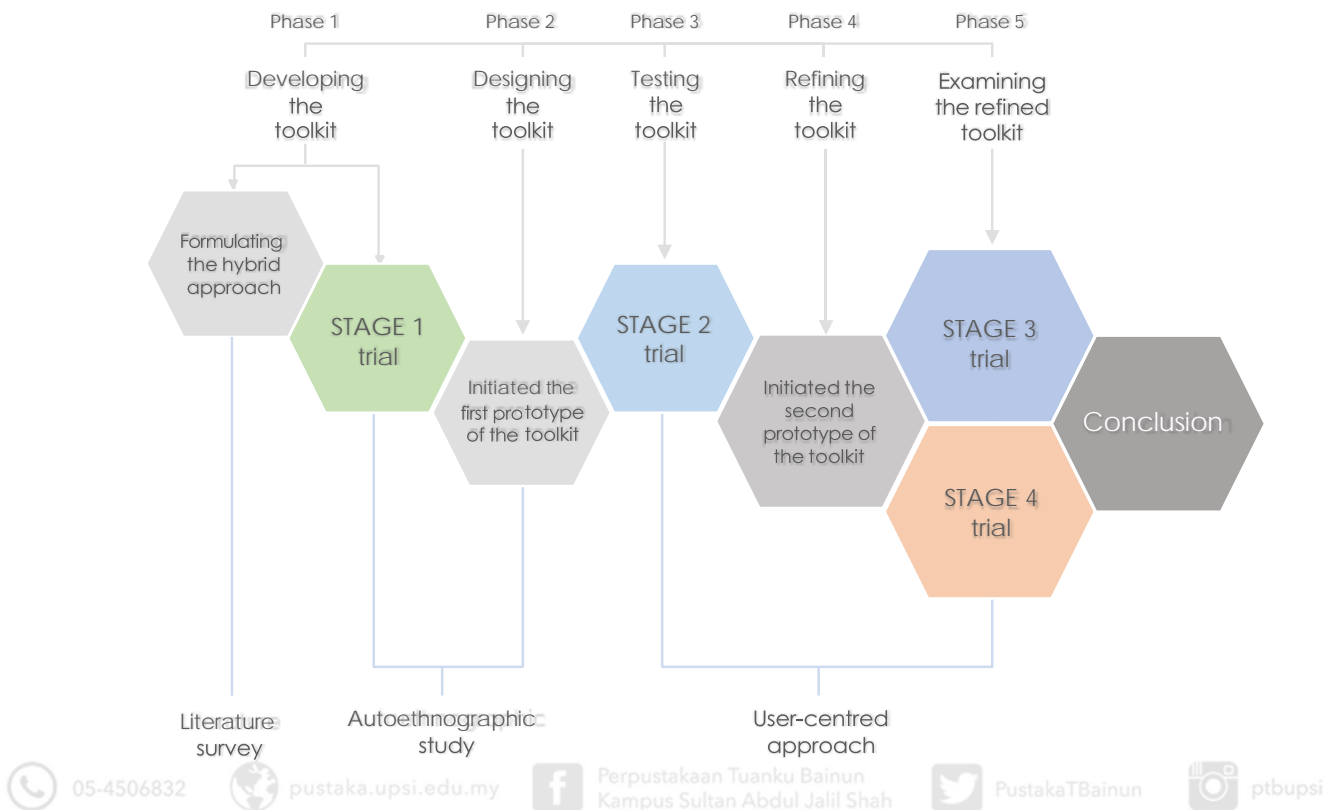 Phase 1
Phase 2
Phase 3
Phase 4
Phase 5
Developing
the
toolkit
Designing
the
toolkit
Testing
the
toolkit
Refining
the
toolkit
Examining
the refined
toolkit
Formulating
the hybrid
approach
STAGE 1
trial
Initiated the
first prototype
of the toolkit
STAGE 2
trial
Initiated the
second
prototype of
the toolkit
STAGE 3
trial
STAGE 4
trial
Conclusion
Literature
survey
Autoethnographic
study
User-centred
approach
05-4506832
pustaka.upsi.edu.my
f
Perpustakaan Tuanku Bainun
Kampus Sultan Abdul Jalil Shah
PustakaTBainun
ptbupsi